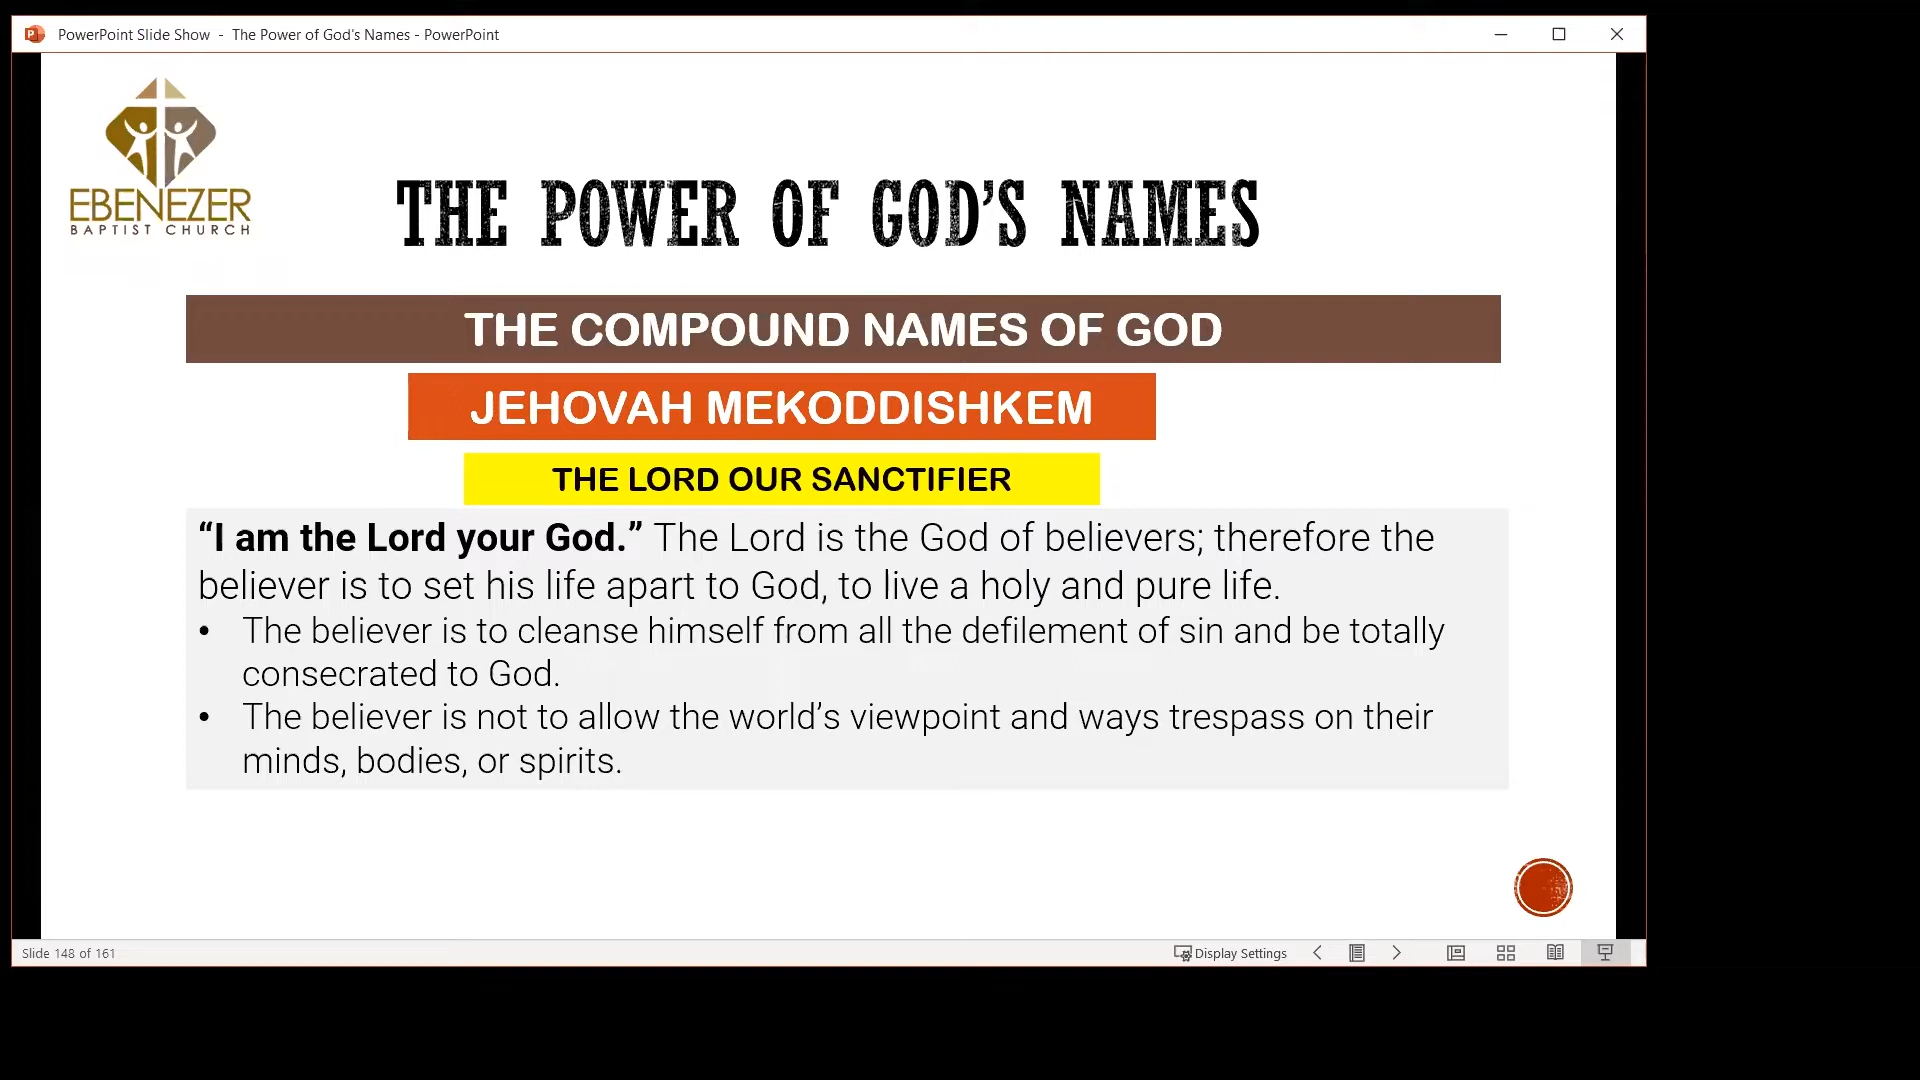 PowerPoint Slide Show - The Power of God's Names - PowerPoint
EBENEZER
BAPTIST CHURCH
THE POWER OF GOD’S NAMES
THE COMPOUND NAMES OF GOD
JEHOVAH MEKODDISHKEM
THE LORD OUR SANCTIFIER
“I am the Lord your God.” The Lord is the God of believers; therefore the
believer is to set his life apart to God, to live a holy and pure life.
• The believer is to cleanse himself from all the defilement of sin and be totally
consecrated to God.
• The believer is not to allow the world’s viewpoint and ways trespass on their
minds, bodies, or spirits.
Slide 148 of 161
Display Settings